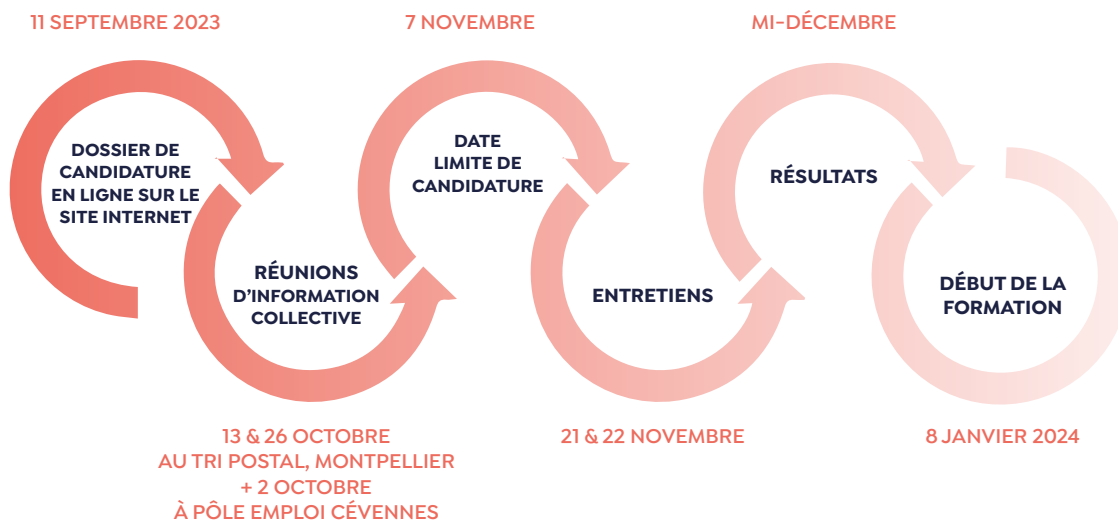 11 SEPTEMBRE 2023
DOSSIER DE
CANDIDATURE
EN LIGNE SUR LE
SITE INTERNET
RÉUNIONS
D'INFORMATION
COLLECTIVE
13 & 26 OCTOBRE
AU TRI POSTAL, MONTPELLIER
+ 2 OCTOBRE
À PÔLE EMPLOI CÉVENNES
7 NOVEMBRE
DATE
LIMITE DE
CANDIDATURE
ENTRETIENS
21 & 22 NOVEMBRE
MI-DÉCEMBRE
RÉSULTATS
DÉBUT DE LA
FORMATION
8 JANVIER 2024